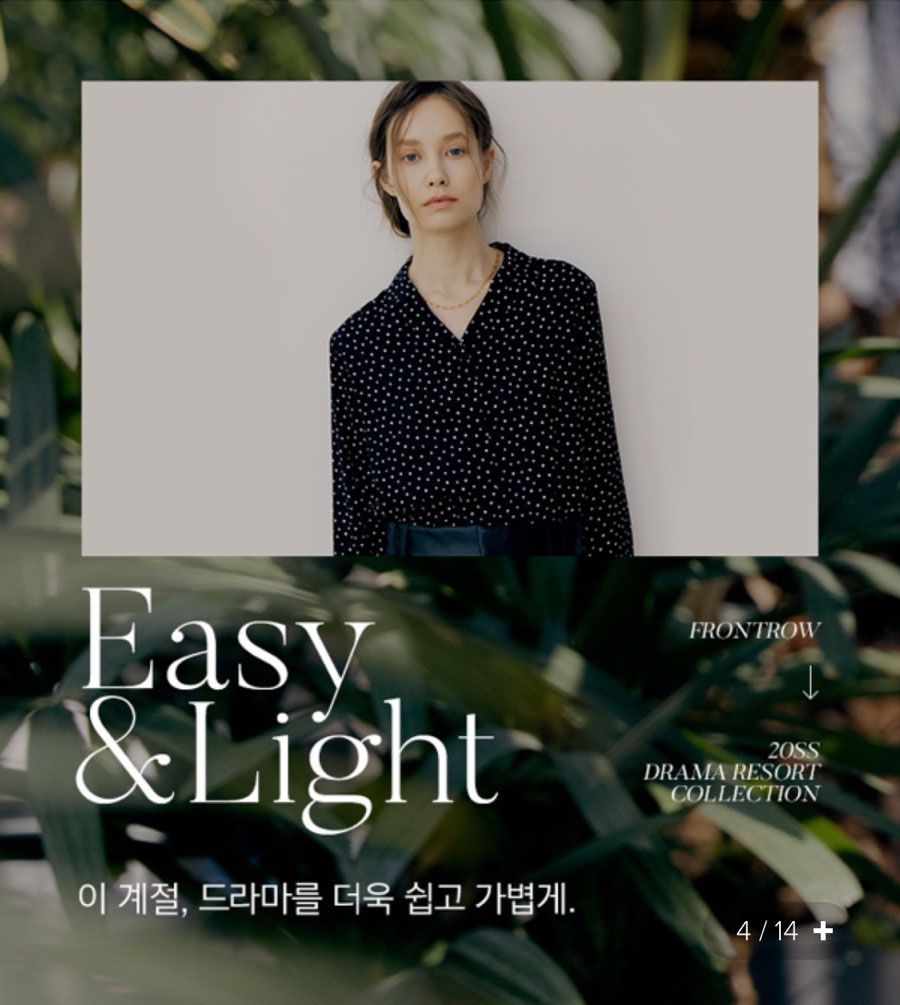 Easy
&Light
FRONTROW
↓
20SS
DRAMA RESORT
COLLECTION
이 계절, 드라마를 더욱 쉽고 가볍게.
4 / 14 +